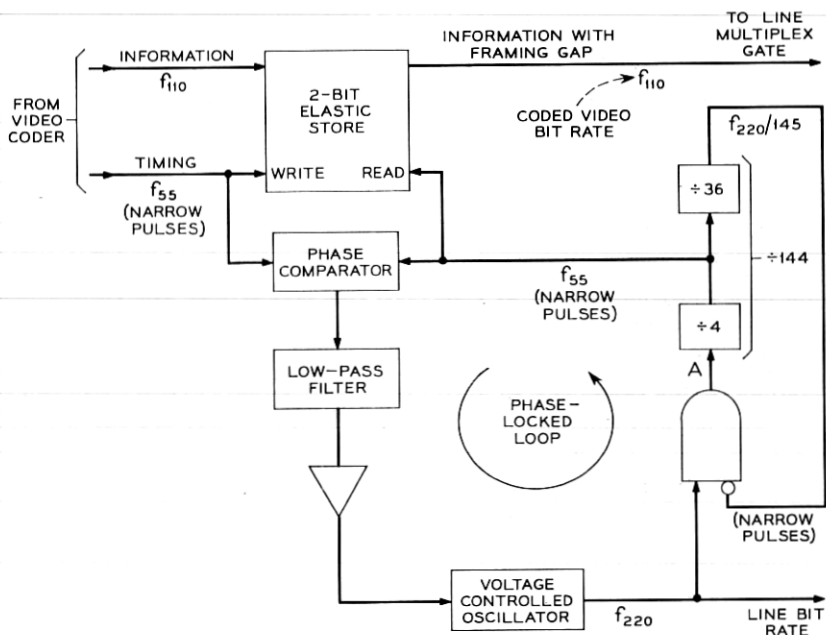 INFORMATION WITH
FRAMING GAP
TO LINE
MULTIPLEX
GATE
INFORMATION
f110
f110
2-BIT
ELASTIC
STORE
CODED VIDEO
BIT RATE
FROM
VIDEO
CODER
f220/145
TIMING
WRITE
READ
f55
(NARROW
PULSES)
÷36
÷144
PHASE
COMPARATOR
f55
(NARROW
PULSES)
÷4
A
LOW-PASS
FILTER
PHASE-
LOCKED
LOOP
(NARROW
PULSES)
VOLTAGE
CONTROLLED
OSCILLATOR
f220
LINE BIT
RATE